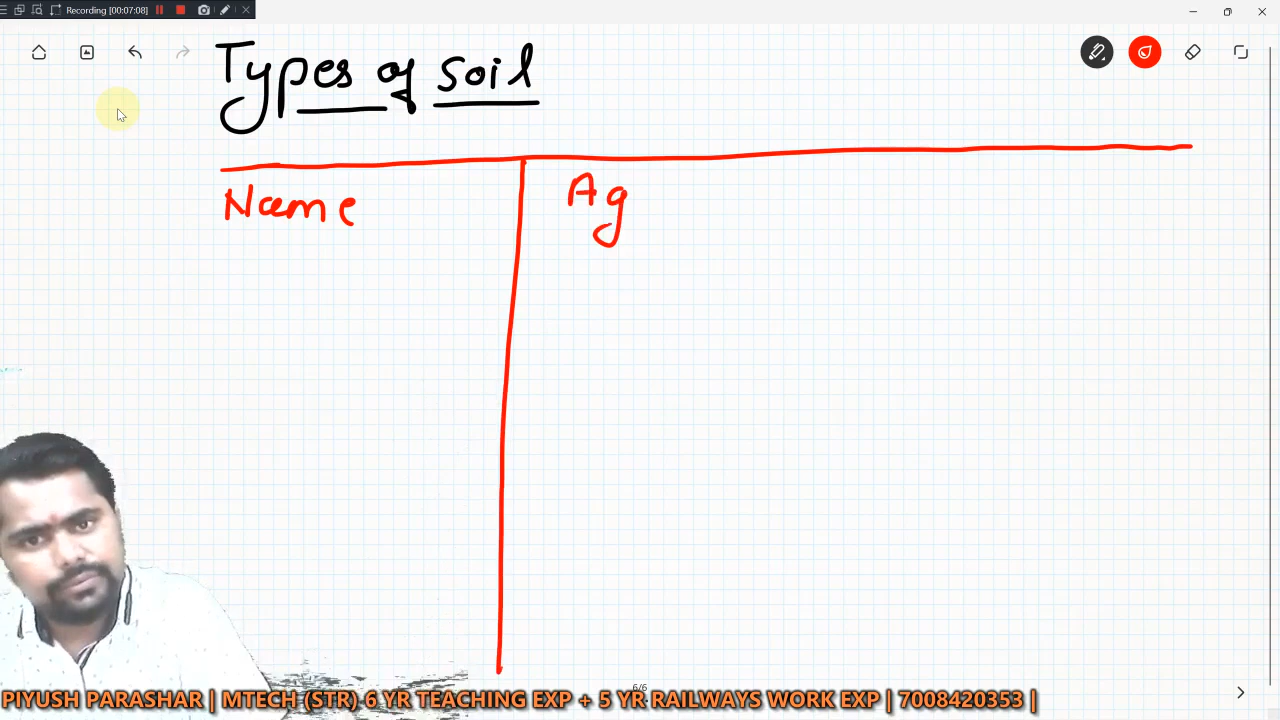 Recording [00:07:08]
Types of soil
Name
Ag
6/6
PIYUSH PARASHAR | MTECH (STR) 6 YR TEACHING EXP + 5 YR RAILWAYS WORK EXP | 7008420353 |